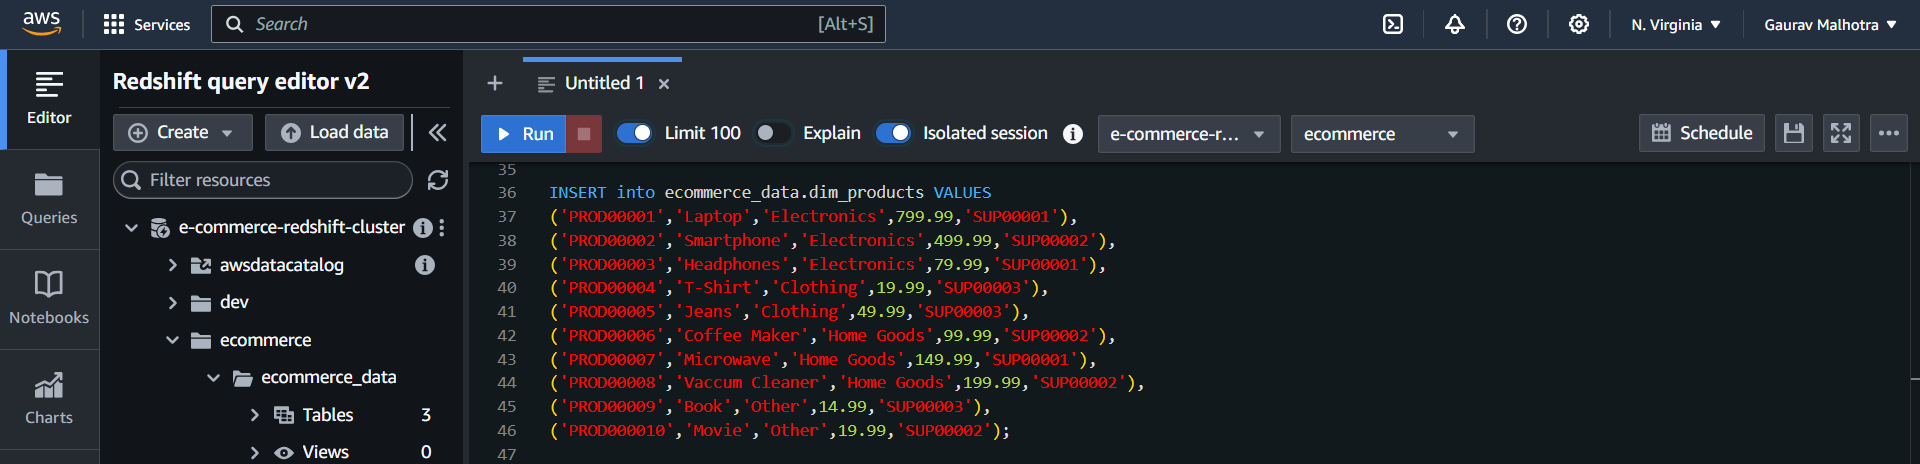 aws Services Search [Alt+S] N. Virginia Gaurav Malhotra
Redshift query editor v2
Untitled 1
Editor
Create Load data
Run Limit 100 Explain Isolated session e-commerce-r... ecommerce Schedule
Filter resources
Queries
e-commerce-redshift-cluster
awsdatacatalog
dev
Notebooks
ecommerce
ecommerce_data
Tables 3
Charts
Views 0
35
36 INSERT into ecommerce_data.dim_products VALUES
37 ('PROD00001','Laptop','Electronics',799.99,'SUP00001'),
38 ('PROD00002','Smartphone','Electronics',499.99,'SUP00002'),
39 ('PROD00003','Headphones','Electronics',79.99,'SUP00001'),
40 ('PROD00004','T-Shirt','Clothing',19.99,'SUP00003'),
41 ('PROD00005','Jeans','Clothing',49.99,'SUP00003'),
42 ('PROD00006','Coffee Maker','Home Goods',99.99,'SUP00002'),
43 ('PROD00007','Microwave','Home Goods',149.99,'SUP00001'),
44 ('PROD00008','Vaccum Cleaner','Home Goods',199.99,'SUP00002'),
45 ('PROD00009','Book','Other',14.99,'SUP00003'),
46 ('PROD000010','Movie','Other',19.99,'SUP00002');
47